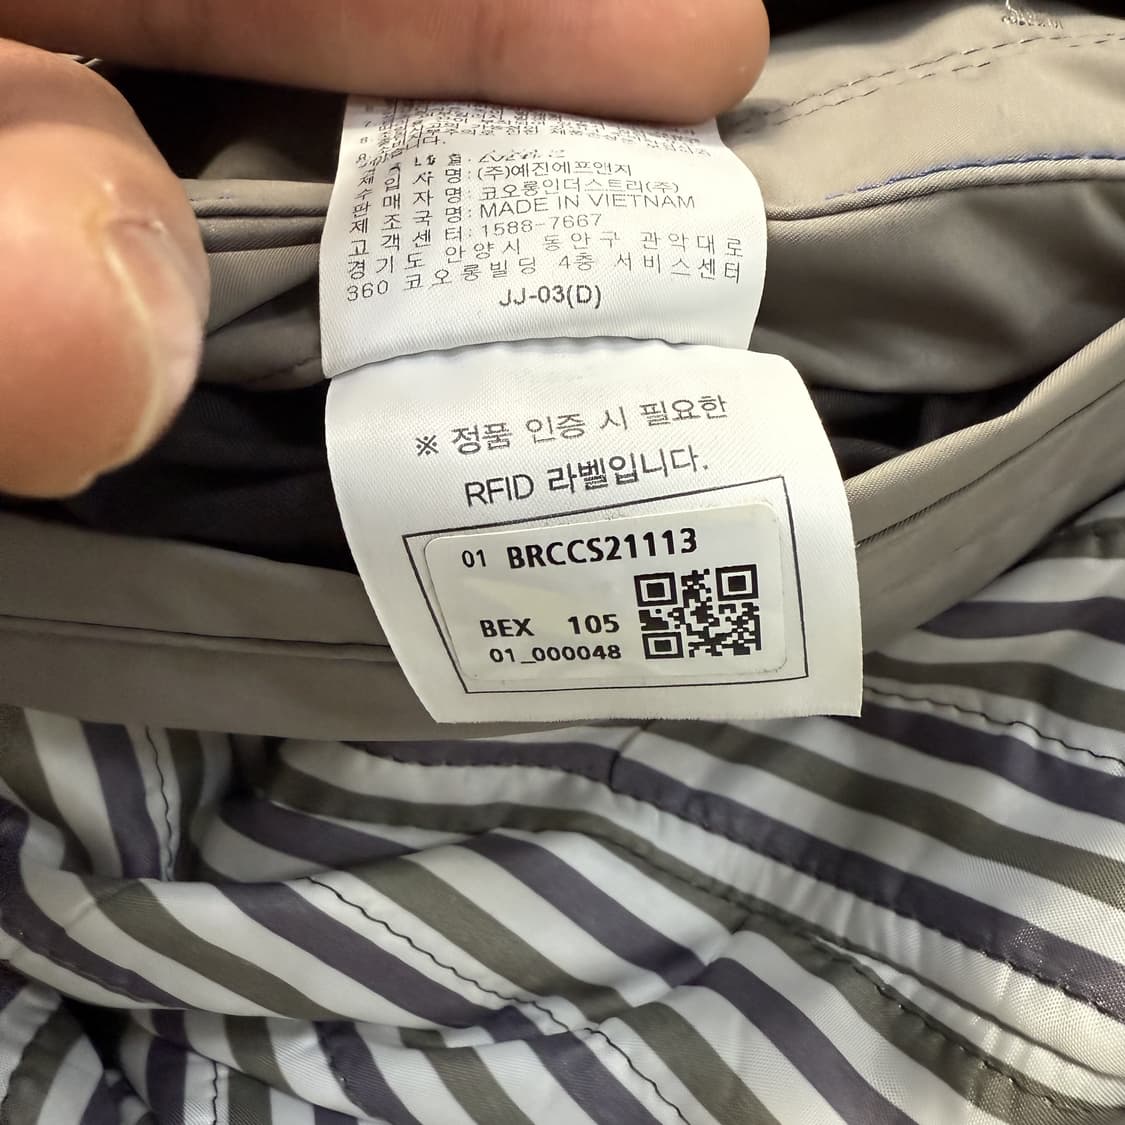 수 입 자 명 : (주)예진에프앤지
판 매 자 명 : 코오롱인더스트리(주)
제 조 국 명 : MADE IN VIETNAM
고 객 센 터 : 1588-7667
경 기 도 안 양 시 동 안 구 관 악 대 로
360 코 오 롱 빌 딩 4 층 서 비 스 센 터
JJ-03(D)
※ 정품 인증 시 필요한
RFID 라벨입니다.
01 BRCCS21113
BEX 105
01_000048